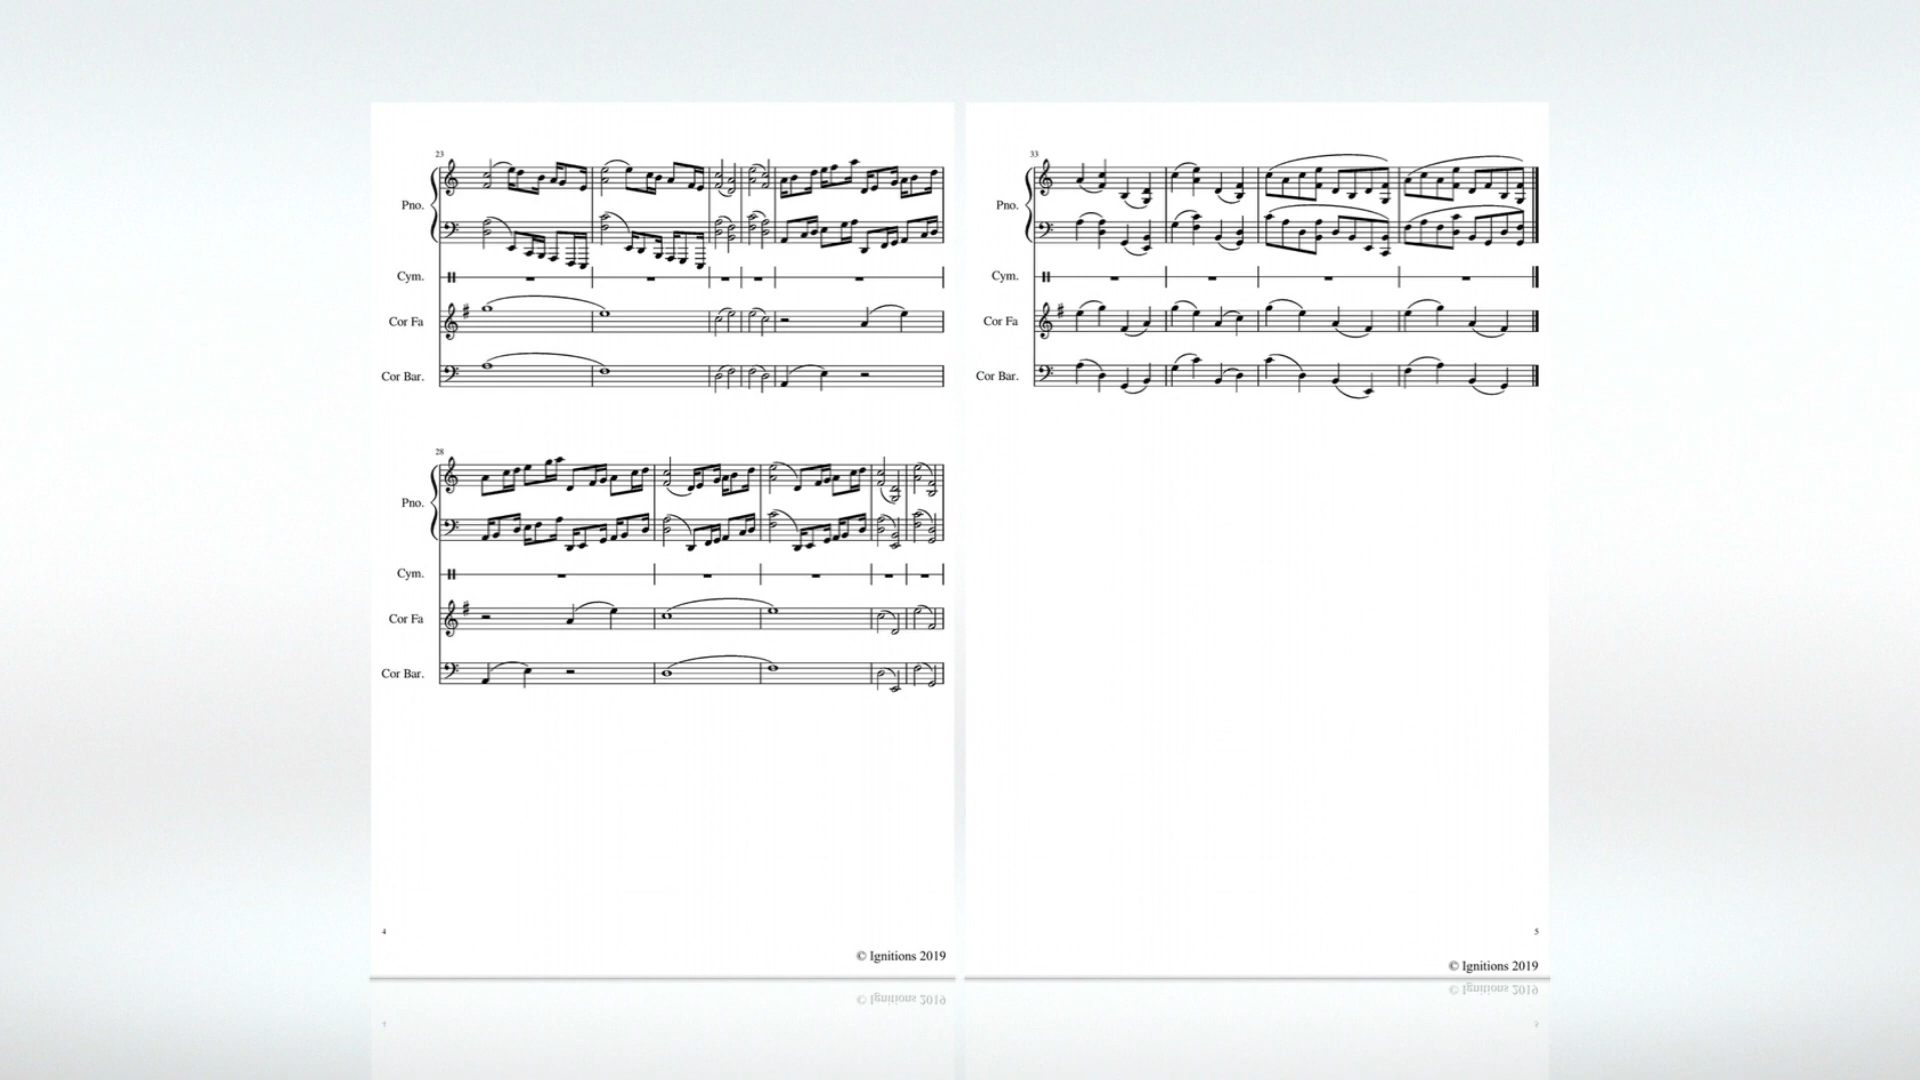 23
Pno.
Cym.
Cor Fa
Cor Bar.
28
Pno.
Cym.
Cor Fa
Cor Bar.
4
© Ignitions 2019
33
Pno.
Cym.
Cor Fa
Cor Bar.
5
© Ignitions 2019